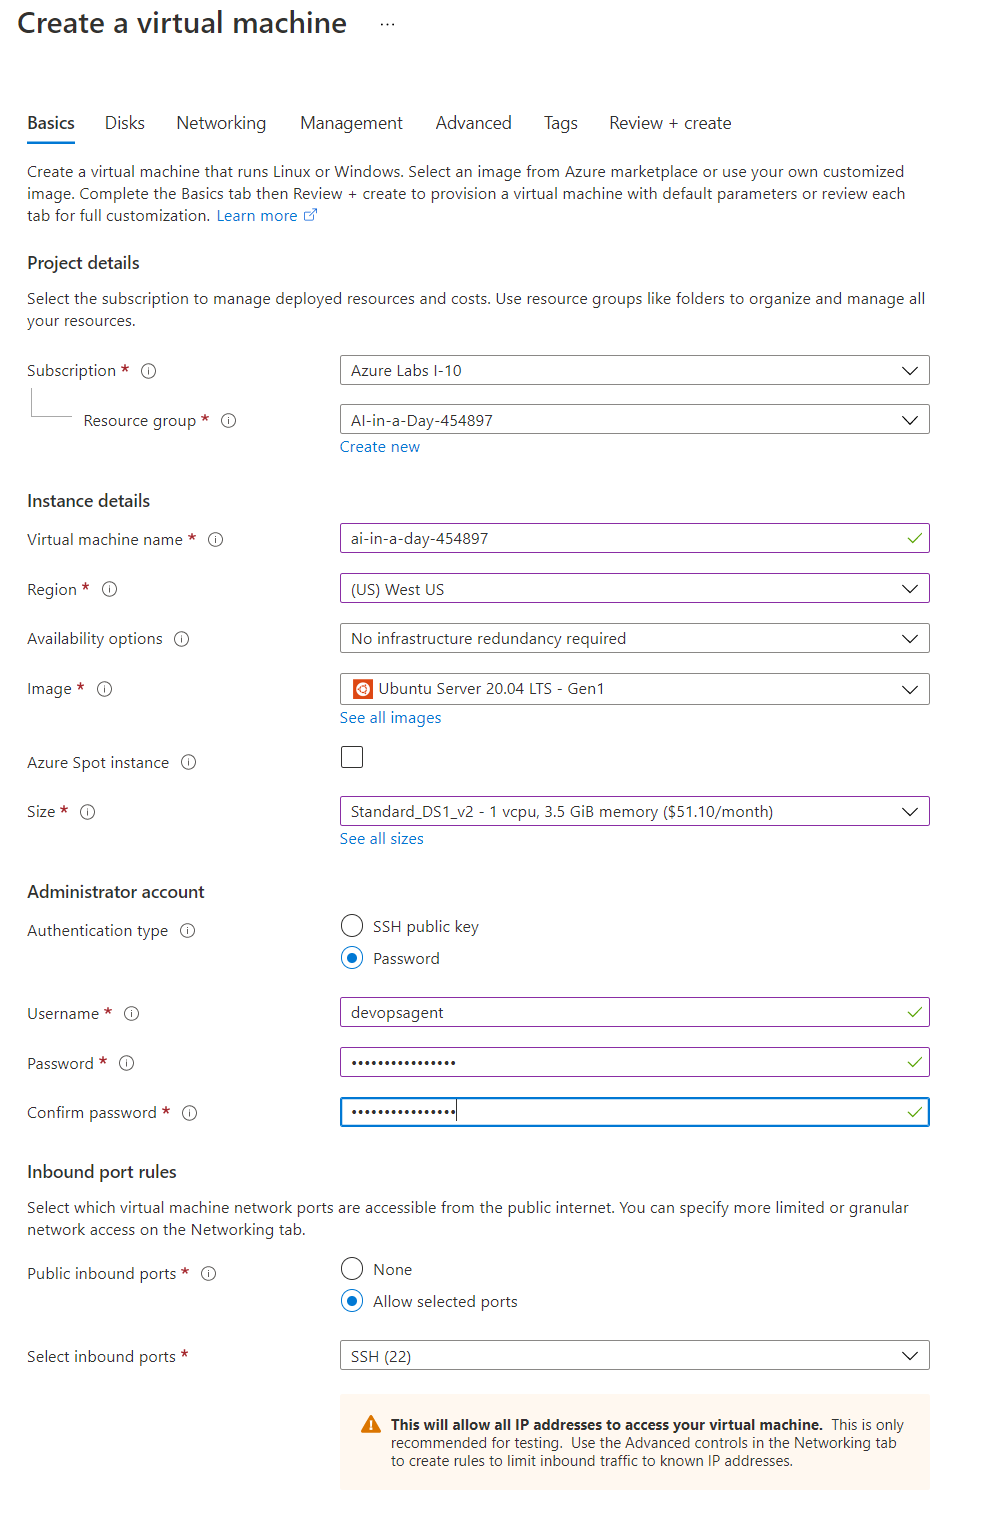 Create a virtual machine ...
Basics Disks Networking Management Advanced Tags Review + create
Create a virtual machine that runs Linux or Windows. Select an image from Azure marketplace or use your own customized
image. Complete the Basics tab then Review + create to provision a virtual machine with default parameters or review each
tab for full customization. Learn more
Project details
Select the subscription to manage deployed resources and costs. Use resource groups like folders to organize and manage all
your resources.
Subscription * Azure Labs I-10
Resource group * AI-in-a-Day-454897
Create new
Instance details
Virtual machine name * ai-in-a-day-454897
Region * (US) West US
Availability options No infrastructure redundancy required
Image * Ubuntu Server 20.04 LTS - Gen1
See all images
Azure Spot instance
Size * Standard_DS1_v2 - 1 vcpu, 3.5 GiB memory ($51.10/month)
See all sizes
Administrator account
Authentication type SSH public key
Password
Username * devopsagent
Password * ••••••••••••••••
Confirm password * ••••••••••••••••
Inbound port rules
Select which virtual machine network ports are accessible from the public internet. You can specify more limited or granular
network access on the Networking tab.
Public inbound ports * None
Allow selected ports
Select inbound ports * SSH (22)
This will allow all IP addresses to access your virtual machine. This is only
recommended for testing. Use the Advanced controls in the Networking tab
to create rules to limit inbound traffic to known IP addresses.